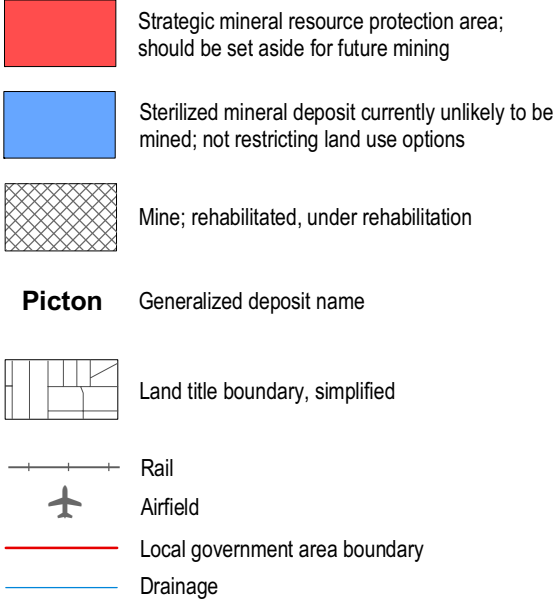 Strategic mineral resource protection area;
should be set aside for future mining
Sterilized mineral deposit currently unlikely to be
mined; not restricting land use options
Mine; rehabilitated, under rehabilitation
Picton Generalized deposit name
Land title boundary, simplified
Rail
Airfield
Local government area boundary
Drainage